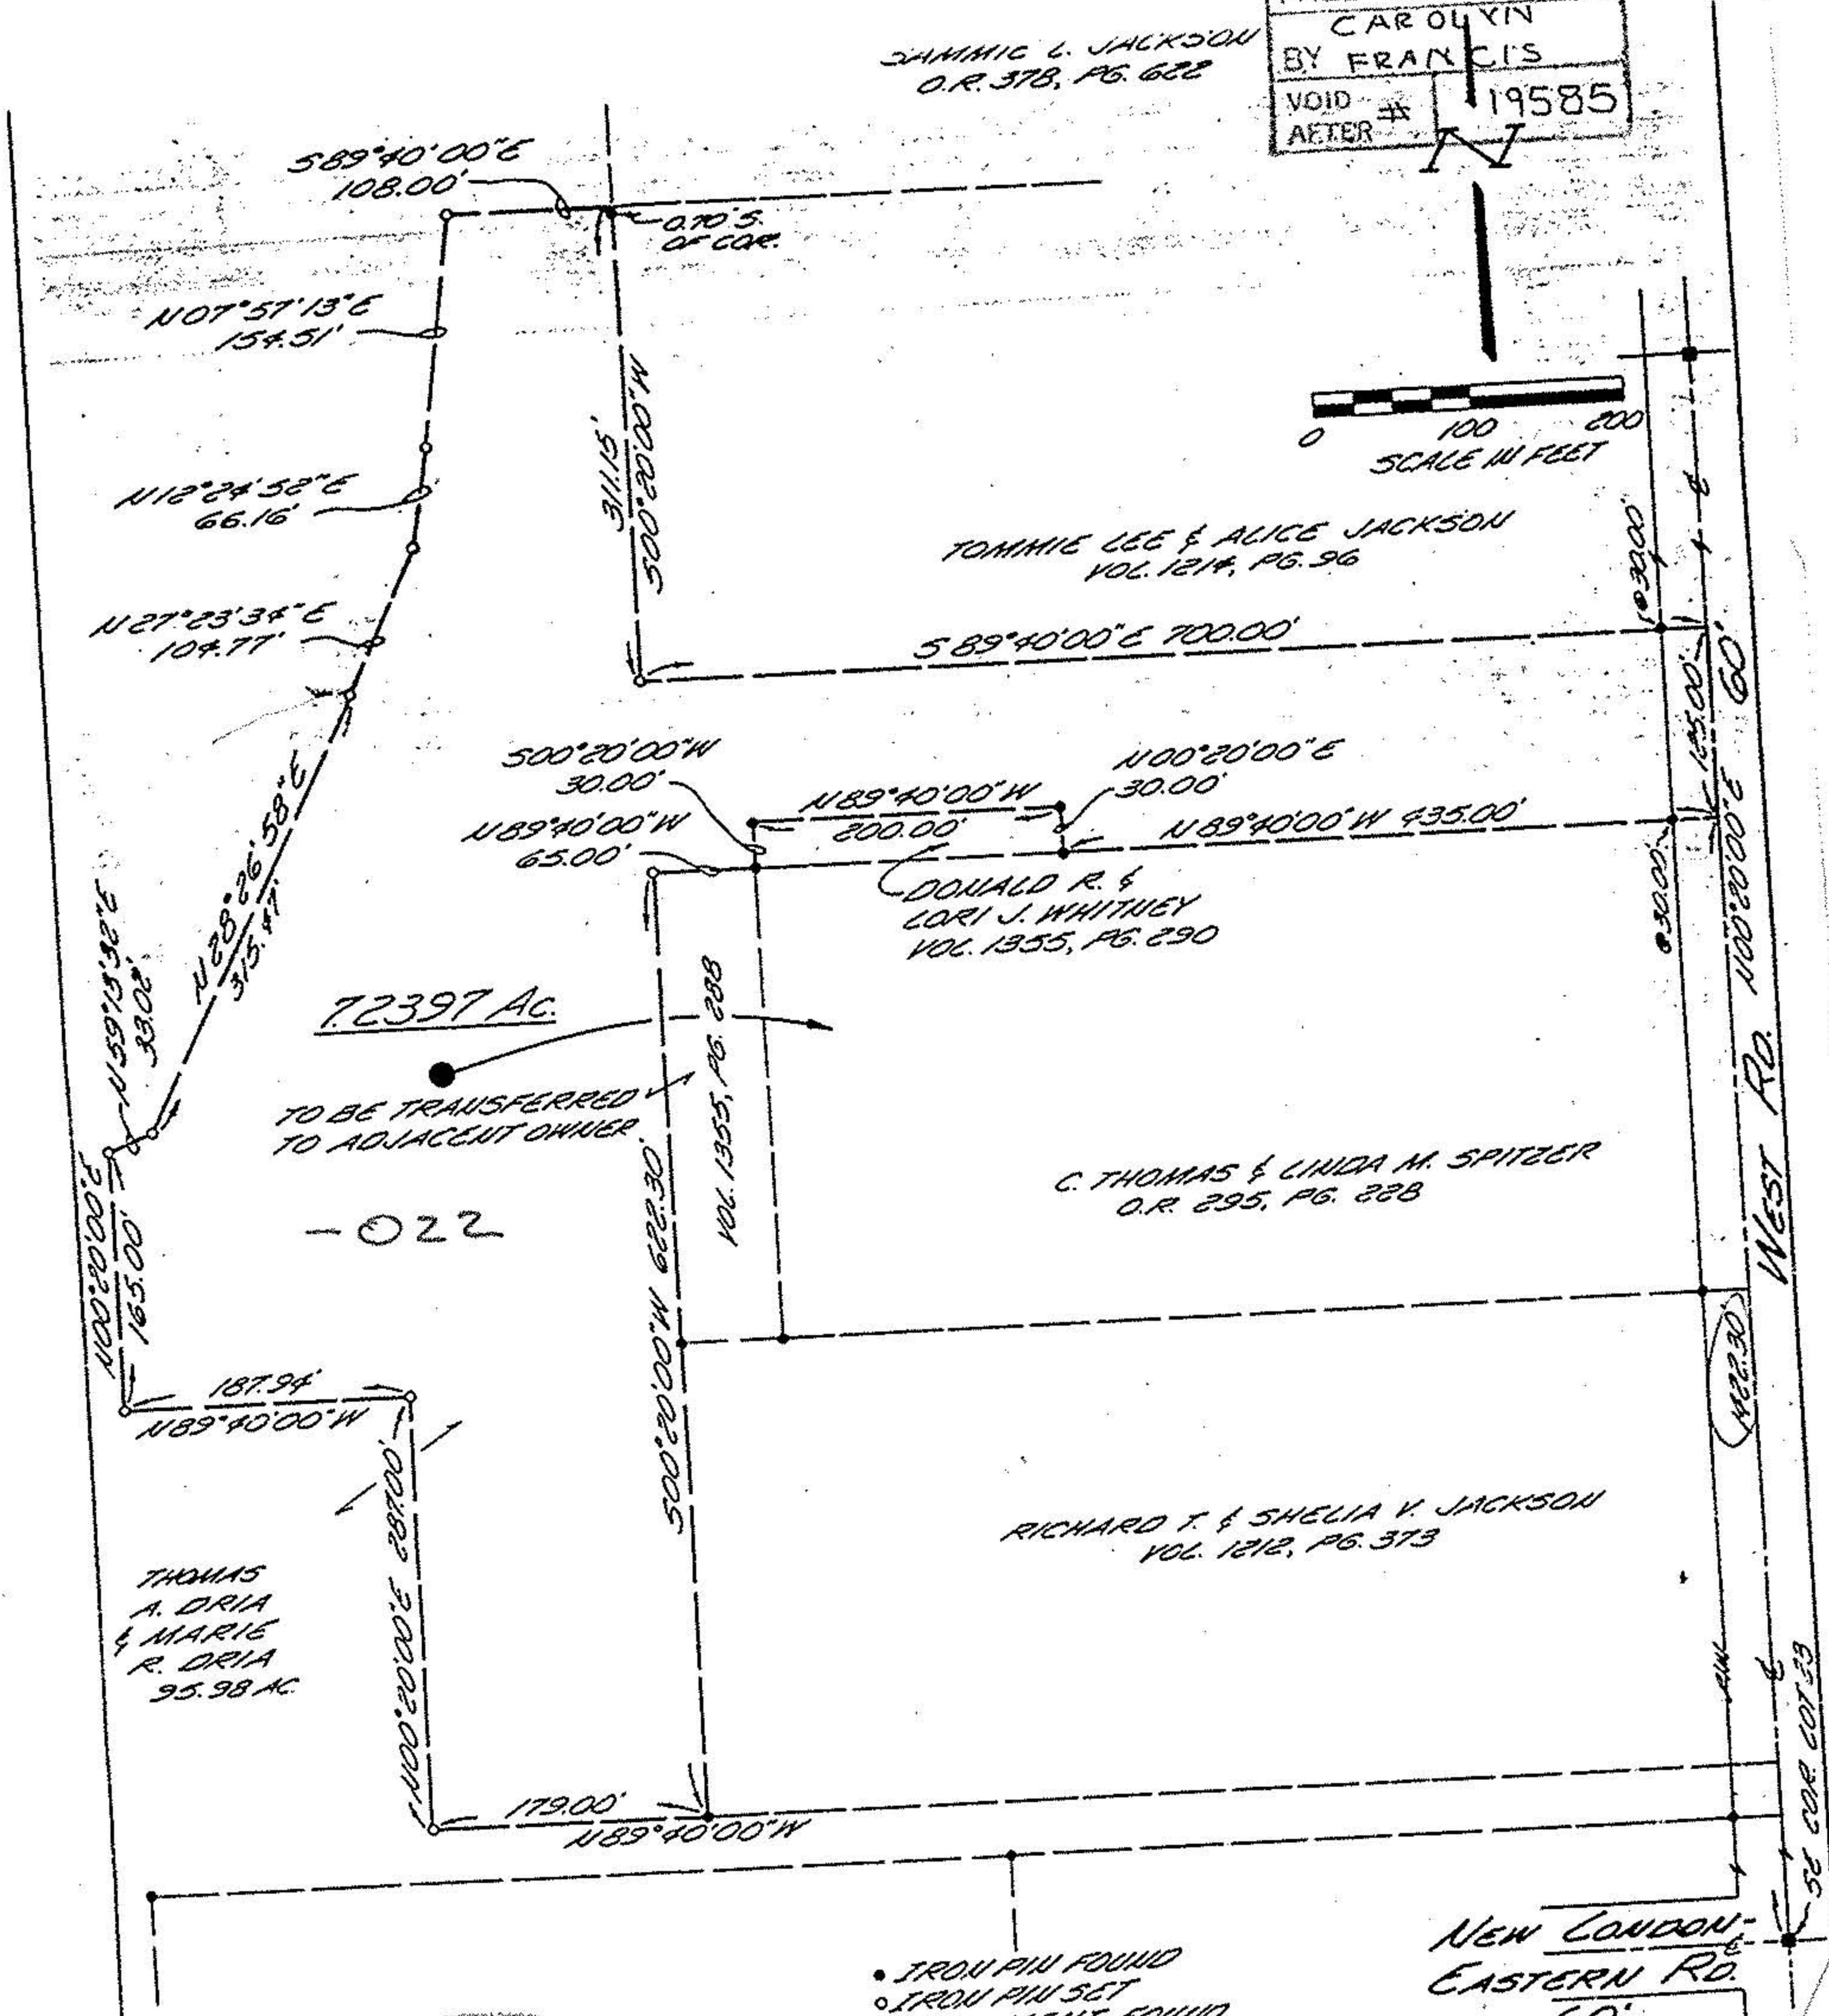 CAROLYN
BY FRANCIS
VOID
AFTER # 19585
N
SAMMIE L. JACKSON
O.R. 378, PG. 622
S89°40'00"E
108.00'
0.70' S.
OF COR.
N07°57'13"E
154.51'
N12°24'52"E
66.16'
N27°23'34"E
104.77'
311.15'
S00°20'00"W
0 100 200
SCALE IN FEET
TOMMIE LEE & ALICE JACKSON
VOL. 1214, PG. 96
30.00'
S89°40'00"E 700.00'
125.00'
N00°20'00"E 60'
S00°20'00"W
30.00'
N89°40'00"W
200.00'
N00°20'00"E
30.00'
N89°40'00"W
65.00'
N89°40'00"W 435.00'
30.00'
DONALD R. &
LORI J. WHITNEY
VOL. 1355, PG. 290
N28°26'58"E
315.47'
N59°13'32"E
33.02'
7.2397 AC.
VOL. 1355, PG. 288
TO BE TRANSFERRED
TO ADJACENT OWNER
C. THOMAS & LINDA M. SPITZER
O.R. 295, PG. 228
WEST RD.
-022
N00°20'00"E
165.00'
S00°20'00"W 622.30'
1422.30'
187.94'
N89°40'00"W
N00°20'00"E 287.00'
RICHARD T. & SHELIA V. JACKSON
VOL. 1212, PG. 373
THOMAS
A. DRIA
& MARIE
R. DRIA
95.98 AC.
R/W
SE COR. LOT 23
179.00'
N89°40'00"W
NEW LONDON-
EASTERN RD.
60'
• IRON PIN FOUND
○ IRON PIN SET